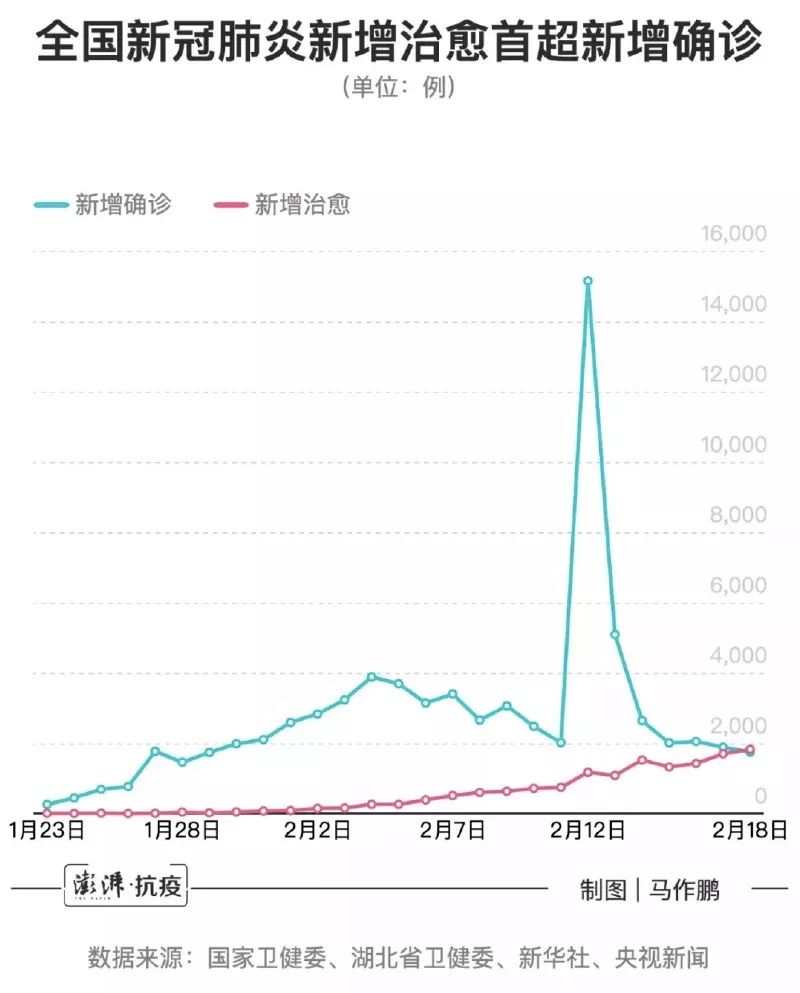 全国新冠肺炎新增治愈首超新增确诊
(单位：例)
新增确诊 新增治愈
16,000
14,000
12,000
10,000
8,000
6,000
4,000
2,000
0
1月23日 1月28日 2月2日 2月7日 2月12日 2月18日
澎湃·抗疫 制图｜马作鹏
THE PAPER
数据来源：国家卫健委、湖北省卫健委、新华社、央视新闻